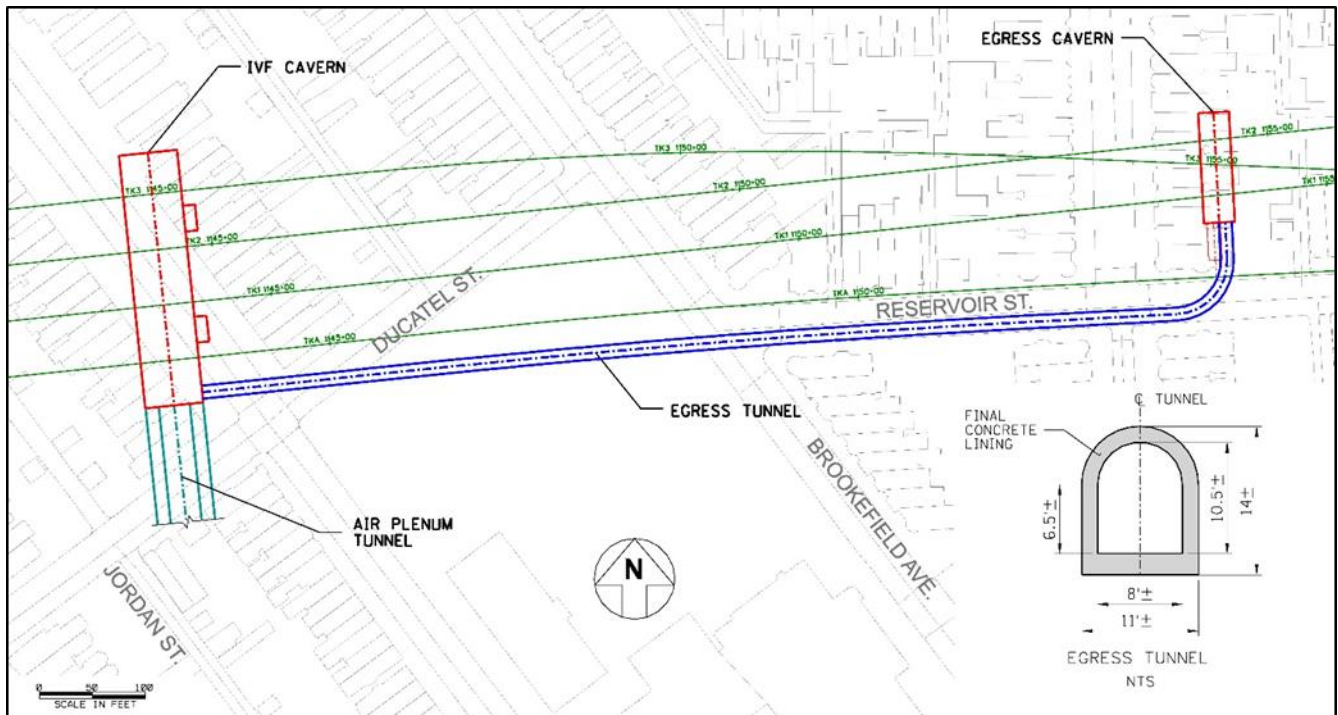 IVF CAVERN
EGRESS CAVERN
TK3 1145+00
TK3 1150+00
TK2 1155+00
TK3 1155+00
TK2 1145+00
TK2 1150+00
TK1 1155
TK1 1145+00
TK1 1150+00
TKA 1145+00
TKA 1150+00
DUCATEL ST.
RESERVOIR ST.
EGRESS TUNNEL
BROOKEFIELD AVE.
AIR PLENUM
TUNNEL
JORDAN ST.
N
0 50 100
SCALE IN FEET
℄ TUNNEL
FINAL
CONCRETE
LINING
6.5'±
10.5'±
14±
8'±
11'±
EGRESS TUNNEL
NTS